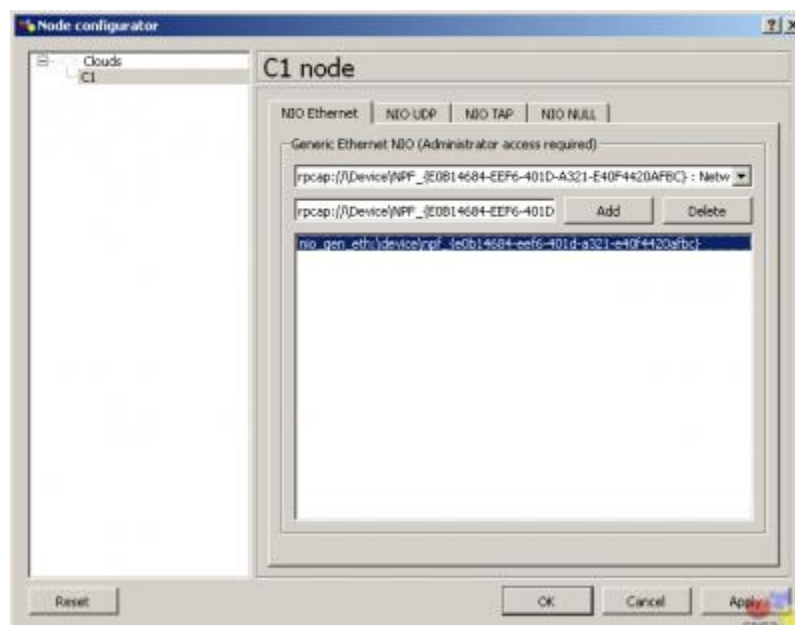 Node configurator
Clouds
C1
C1 node
NIO Ethernet
NIO UDP
NIO TAP
NIO NULL
Generic Ethernet NIO (Administrator access required)
rpcap://\Device\NPF_{E0B14684-EEF6-401D-A321-E40F4420AFBC} : Netw
rpcap://\Device\NPF_{E0B14684-EEF6-401D
Add
Delete
nio_gen_eth:\device\npf_{e0b14684-eef6-401d-a321-e40f4420afbc}
Reset
OK
Cancel
Apply